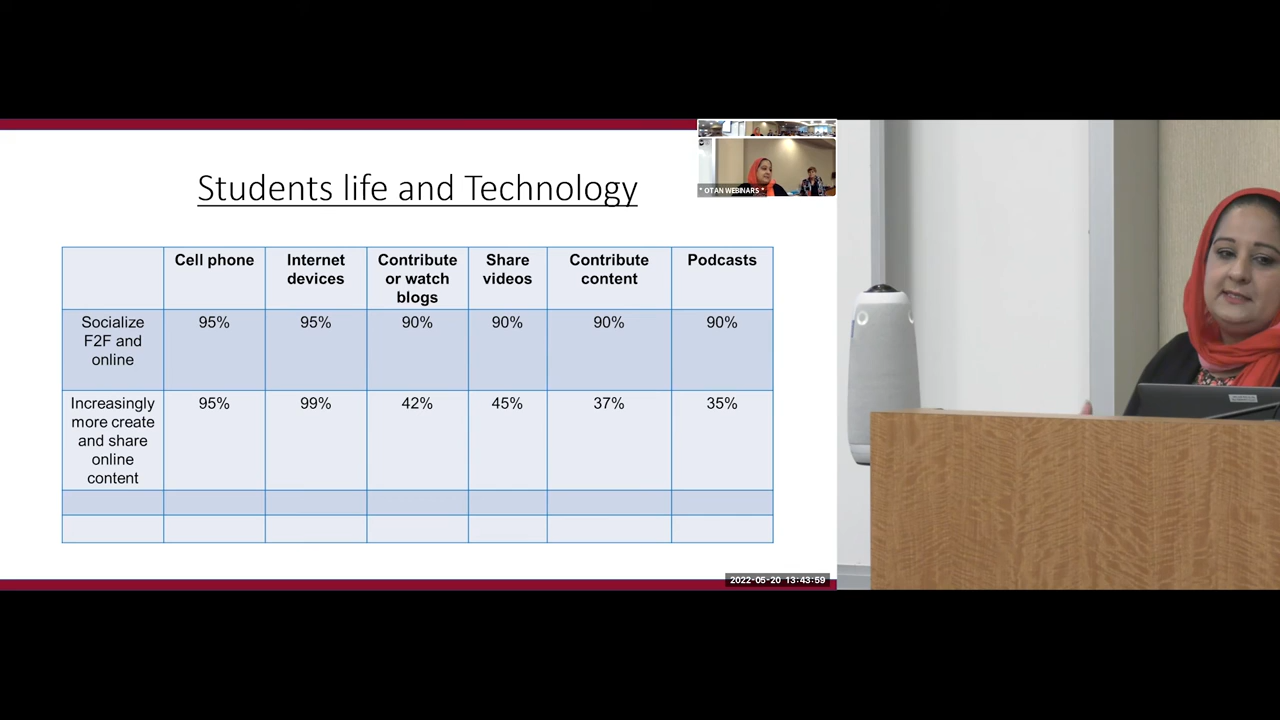 Students life and Technology
* OTAN WEBINARS *
Cell phone
Internet
devices
Contribute
or watch
blogs
Share
videos
Contribute
content
Podcasts
Socialize
F2F and
online
95%
95%
90%
90%
90%
90%
Increasingly
more create
and share
online
content
95%
99%
42%
45%
37%
35%
2022-05-20 13:43:59